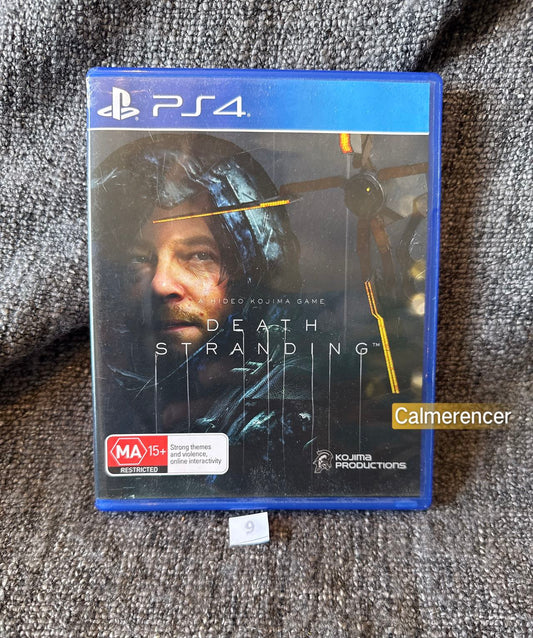 PS4
A HIDEO KOJIMA GAME
DEATH
STRANDING™
Calmerencer
MA 15+
RESTRICTED
Strong themes
and violence,
online interactivity
KOJIMA
PRODUCTIONS
9